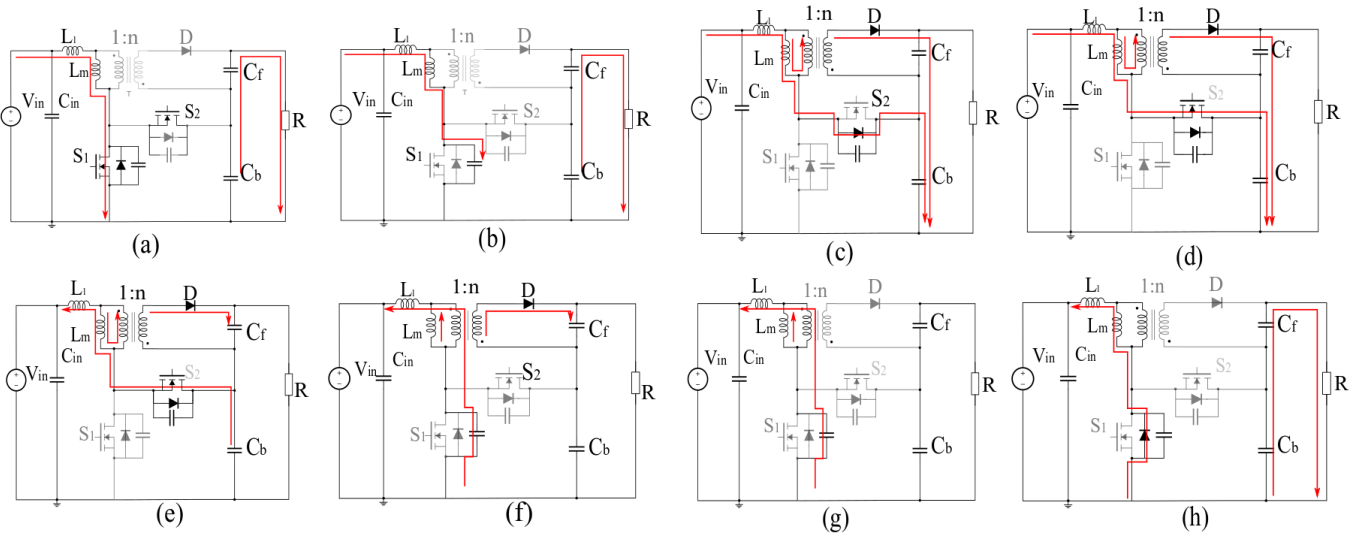 L1 1:n D
Lm Cf
Vin Cin S2 R
S1 Cb
(a)
L1 1:n D
Lm Cf
Vin Cin S2 R
S1 Cb
(b)
L1 1:n D
Lm Cf
Vin Cin S2 R
S1 Cb
(c)
L1 1:n D
Lm Cf
Vin Cin S2 R
S1 Cb
(d)
L1 1:n D
Lm Cf
Vin Cin S2 R
S1 Cb
(e)
L1 1:n D
Lm Cf
Vin Cin S2 R
S1 Cb
(f)
L1 1:n D
Lm Cf
Vin Cin S2 R
S1 Cb
(g)
L1 1:n D
Lm Cf
Vin Cin S2 R
S1 Cb
(h)